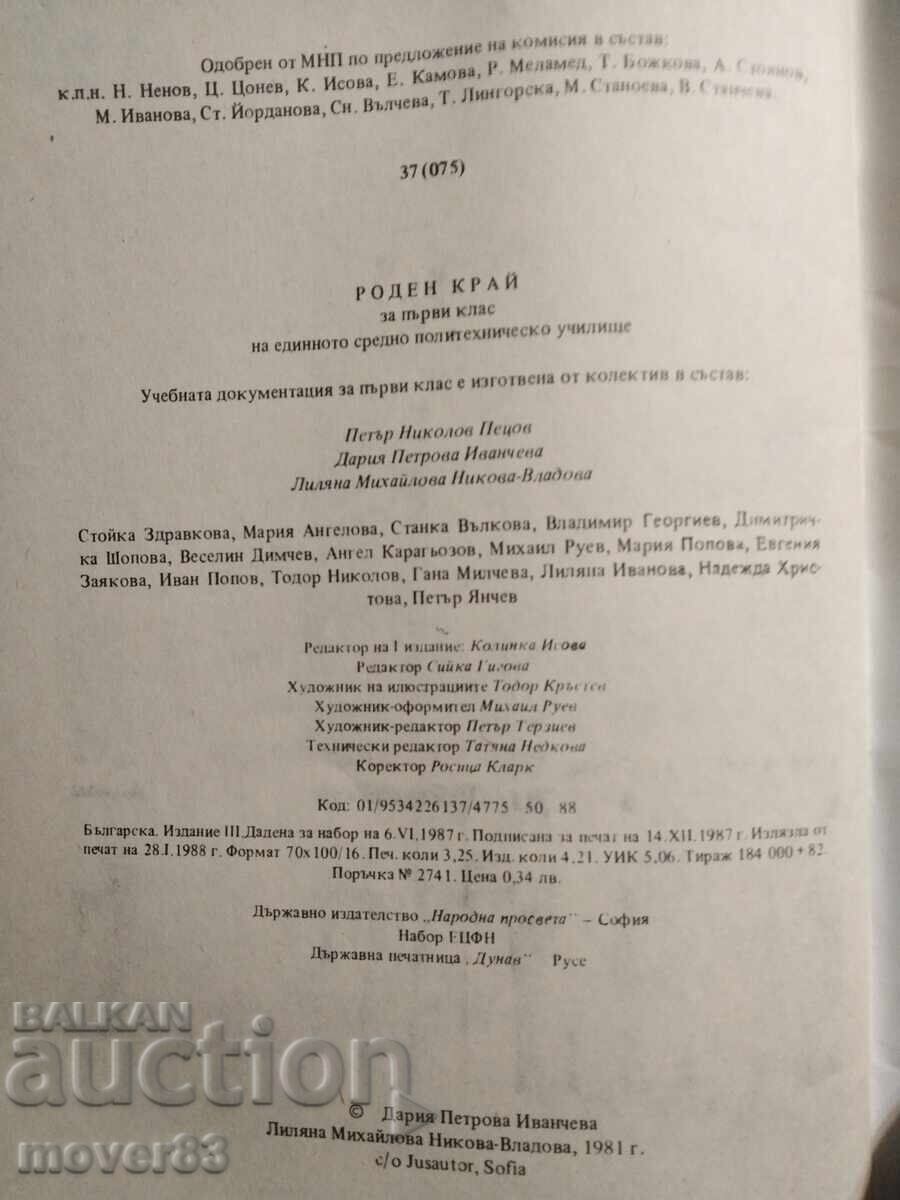 Одобрен от МНП по предложение на комисия в състав:
к.п.н. Н. Ненов, Ц. Цонев, К. Исова, Е. Камова, Р. Меламед, Т. Божкова, А. Стоянов,
М. Иванова, Ст. Йорданова, Сн. Вълчева, Т. Лингорска, М. Станоева, В. Станчева
37(075)
РОДЕН КРАЙ
за първи клас
на единното средно политехническо училище
Учебната документация за първи клас е изготвена от колектив в състав:
Петър Николов Пецов
Дария Петрова Иванчева
Лиляна Михайлова Никова-Владова
Стойка Здравкова, Мария Ангелова, Станка Вълкова, Владимир Георгиев, Димитрич-
ка Шопова, Веселин Димчев, Ангел Карагьозов, Михаил Руев, Мария Попова, Евгения
Заякова, Иван Попов, Тодор Николов, Гана Милчева, Лиляна Иванова, Надежда Хрис-
това, Петър Янчев
Редактор на I издание: Колинка Исова
Редактор Сийка
Художник на илюстрациите Тодор Кръстев
Художник-оформител Михаил Руев
Художник-редактор Петър Терзиев
Технически редактор Татяна Недкова
Коректор Росица Кларк
Код: 01/9534226137/4775 50 88
Българска. Издание III. Дадена за набор на 6.VI.1987 г. Подписана за печат на 14.XII.1987 г. Излязла от
печат на 28.I.1988 г. Формат 70x100/16. Печ. коли 3,25. Изд. коли 4,21. УИК 5,06. Тираж 184 000 + 82.
Поръчка № 2741. Цена 0,34 лв.
Държавно издателство „Народна просвета" – София
Набор ЕЦФН
Държавна печатница „Дунав" Русе
BALKAN
auction
mover83
© Дария Петрова Иванчева
Лиляна Михайлова Никова-Владова, 1981 г.
c/o Jusautor, Sofia